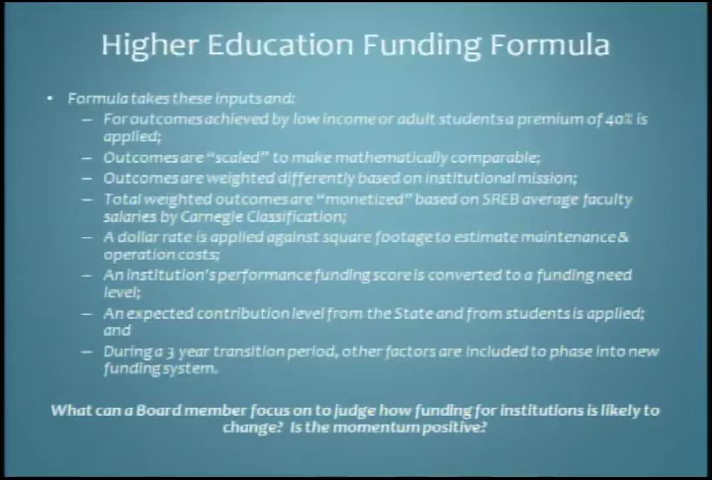 Higher Education Funding Formula
• Formula takes these inputs and:
– For outcomes achieved by low income or adult students a premium of 40% is
applied;
– Outcomes are "scaled" to make mathematically comparable;
– Outcomes are weighted differently based on institutional mission;
– Total weighted outcomes are "monetized" based on SREB average faculty
salaries by Carnegie Classification;
– A dollar rate is applied against square footage to estimate maintenance &
operation costs;
– An institution's performance funding score is converted to a funding need
level;
– An expected contribution level from the State and from students is applied;
and
– During a 3 year transition period, other factors are included to phase into new
funding system.
What can a Board member focus on to judge how funding for institutions is likely to
change? Is the momentum positive?